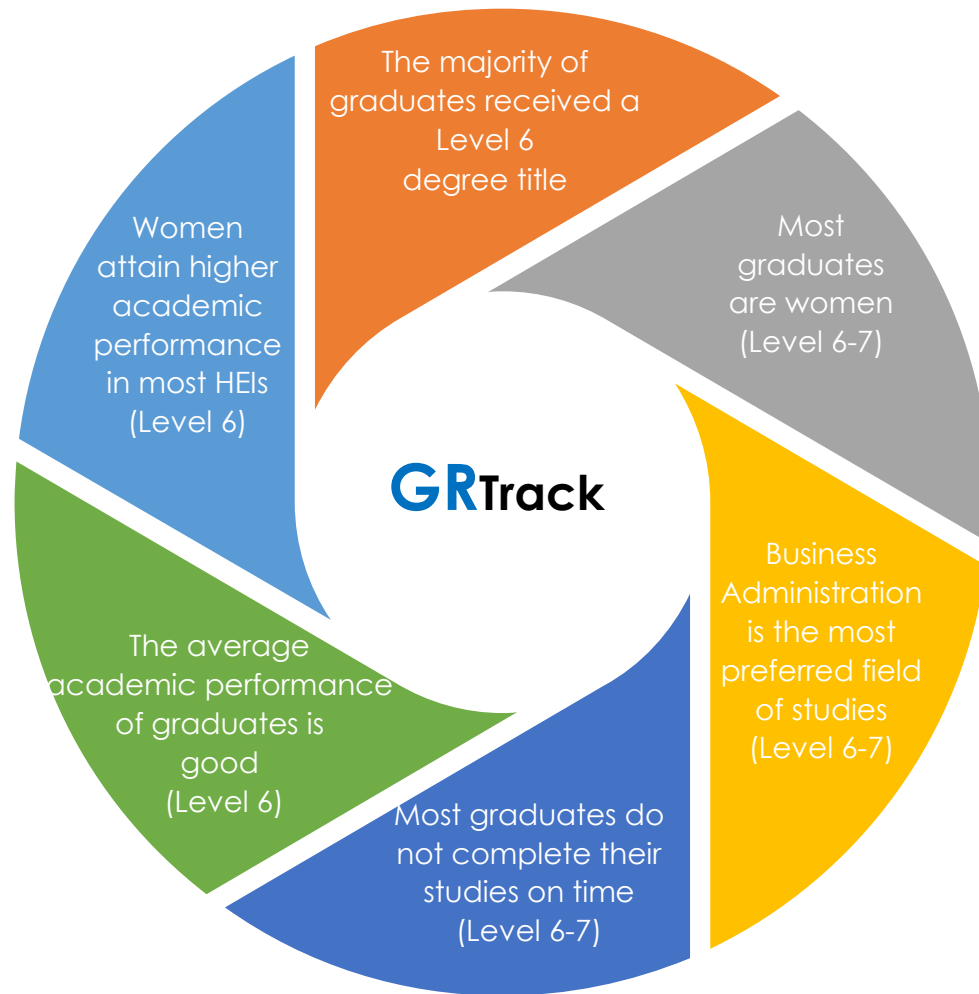 The majority of
graduates received a
Level 6
degree title
Most
graduates
are women
(Level 6-7)
Business
Administration
is the most
preferred field
of studies
(Level 6-7)
Most graduates do
not complete their
studies on time
(Level 6-7)
The average
academic performance
of graduates is
good
(Level 6)
Women
attain higher
academic
performance
in most HEIs
(Level 6)
GRTrack